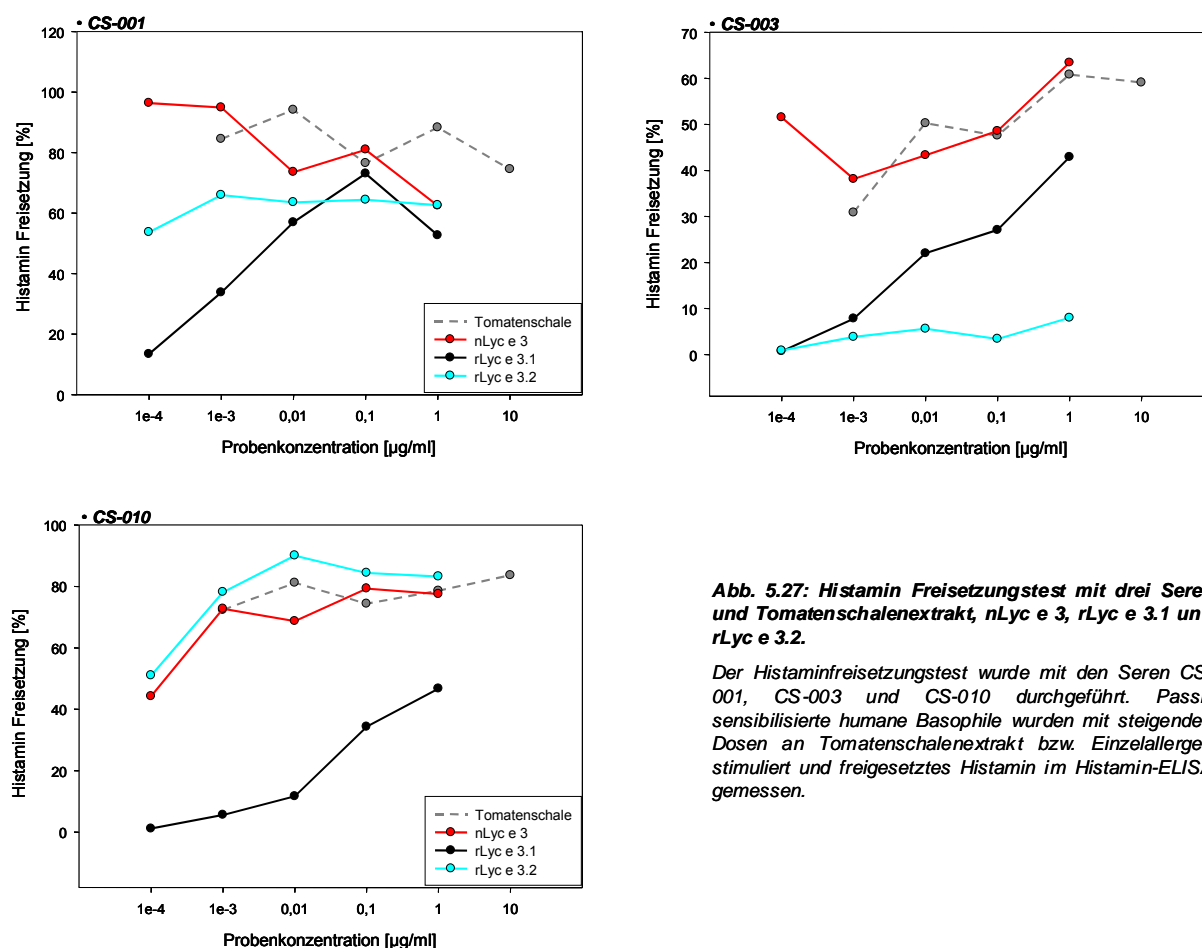 • CS-001
120
100
80
60
40
20
0
Histamin Freisetzung [%]
Tomatenschale
nLyc e 3
rLyc e 3.1
rLyc e 3.2
1e-4 1e-3 0,01 0,1 1 10
Probenkonzentration [µg/ml]
• CS-003
70
60
50
40
30
20
10
0
Histamin Freisetzung [%]
1e-4 1e-3 0,01 0,1 1 10
Probenkonzentration [µg/ml]
• CS-010
100
80
60
40
20
0
Histamin Freisetzung [%]
Tomatenschale
nLyc e 3
rLyc e 3.1
rLyc e 3.2
1e-4 1e-3 0,01 0,1 1 10
Probenkonzentration [µg/ml]
Abb. 5.27: Histamin Freisetzungstest mit drei Sere
und Tomatenschalenextrakt, nLyc e 3, rLyc e 3.1 un
rLyc e 3.2.
Der Histaminfreisetzungstest wurde mit den Seren CS
001, CS-003 und CS-010 durchgeführt. Passi
sensibilisierte humane Basophile wurden mit steigende
Dosen an Tomatenschalenextrakt bzw. Einzelallerge
stimuliert und freigesetztes Histamin im Histamin-ELIS
gemessen.